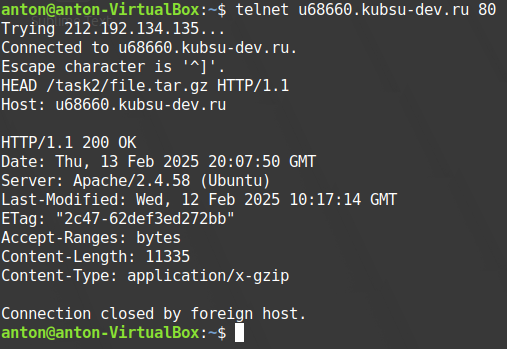 anton@anton-VirtualBox:~$ telnet u68660.kubsu-dev.ru 80
Trying 212.192.134.135...
Connected to u68660.kubsu-dev.ru.
Escape character is '^]'.
HEAD /task2/file.tar.gz HTTP/1.1
Host: u68660.kubsu-dev.ru

HTTP/1.1 200 OK
Date: Thu, 13 Feb 2025 20:07:50 GMT
Server: Apache/2.4.58 (Ubuntu)
Last-Modified: Wed, 12 Feb 2025 10:17:14 GMT
ETag: "2c47-62def3ed272bb"
Accept-Ranges: bytes
Content-Length: 11335
Content-Type: application/x-gzip

Connection closed by foreign host.
anton@anton-VirtualBox:~$